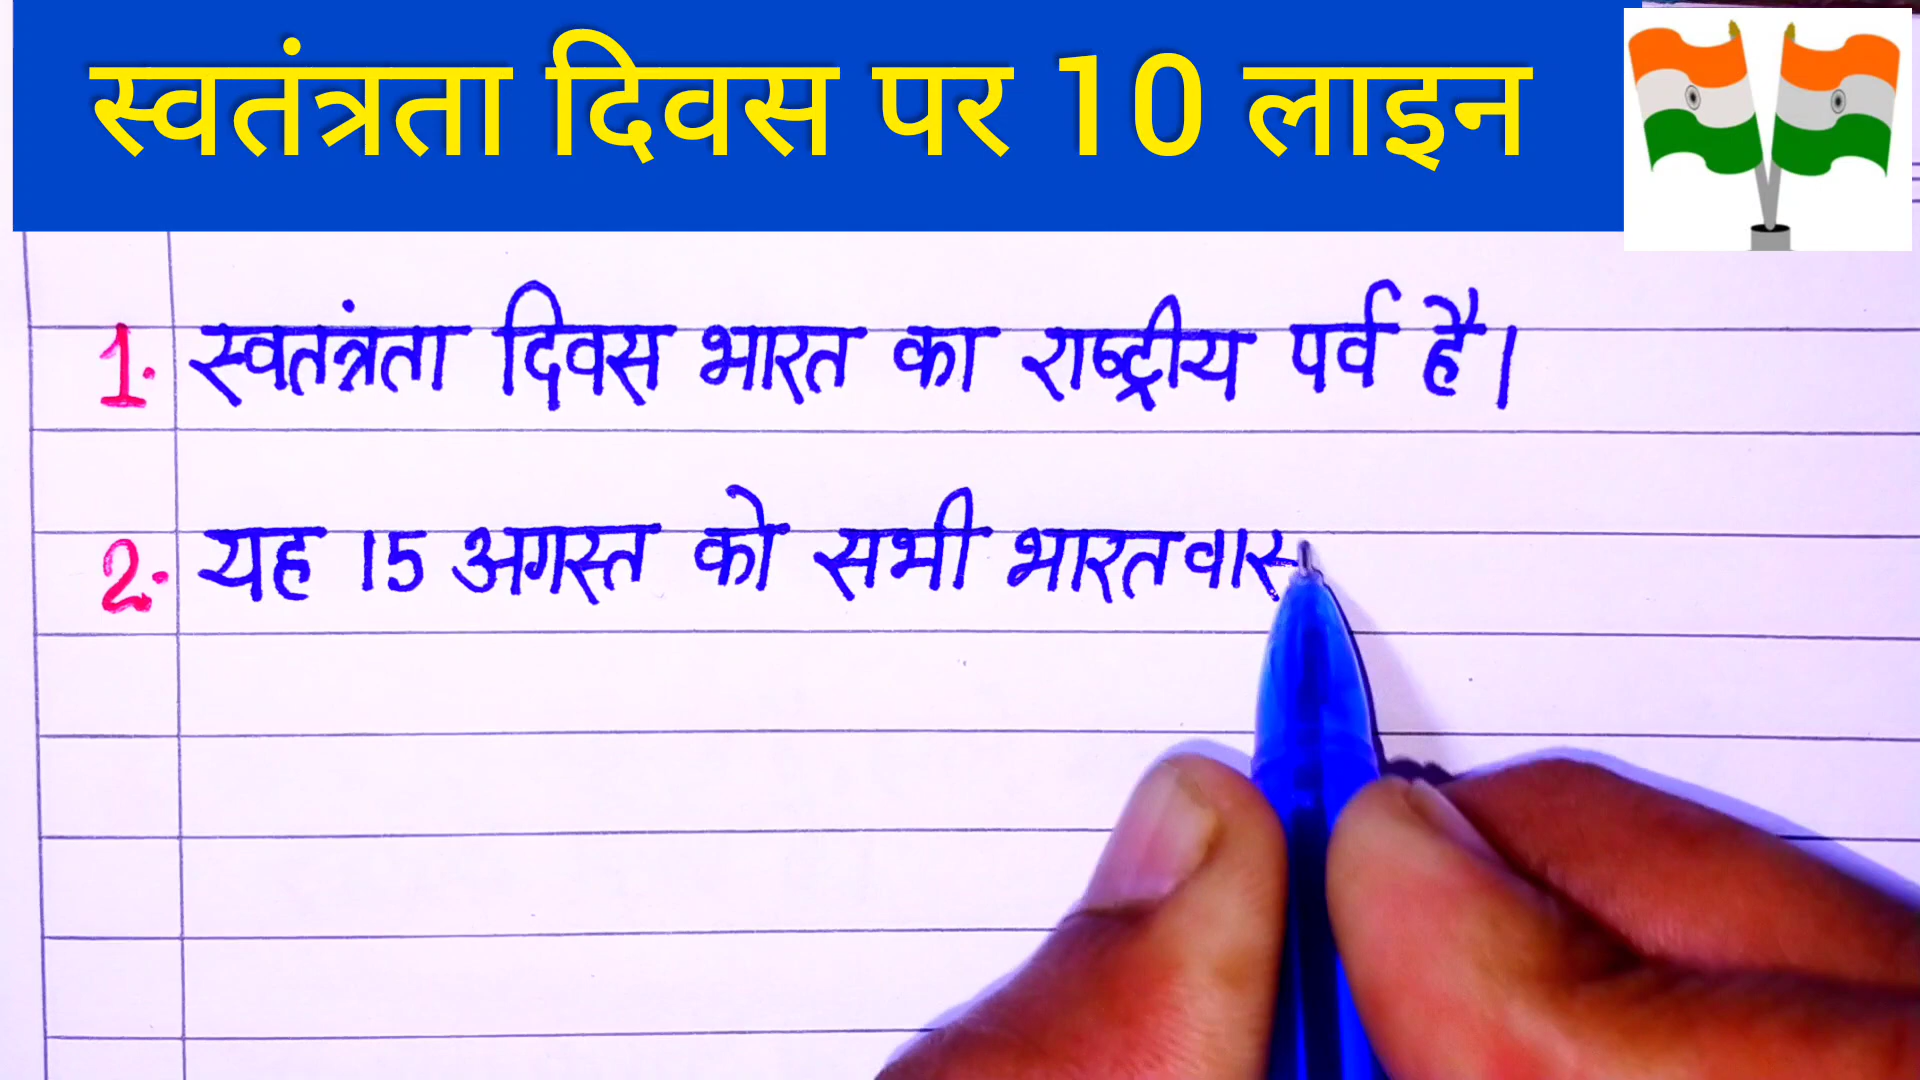 स्वतंत्रता दिवस पर 10 लाइन
1. स्वतंत्रता दिवस भारत का राष्ट्रीय पर्व है।
2. यह 15 अगस्त को सभी भारतवास